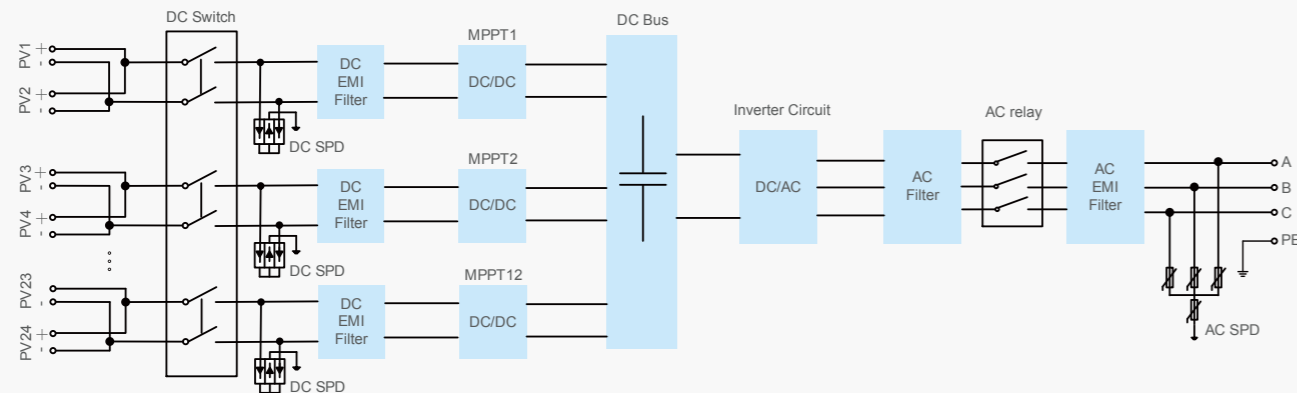 DC Switch
MPPT1
DC Bus
PV1 + -
PV2 + -
DC
EMI
Filter
DC/DC
DC SPD
Inverter Circuit
AC relay
MPPT2
PV3 + -
PV4 + -
DC
EMI
Filter
DC/DC
DC SPD
DC/AC
AC
Filter
AC
EMI
Filter
A
B
C
PE
MPPT12
PV23 + -
PV24 + -
DC
EMI
Filter
DC/DC
DC SPD
AC SPD